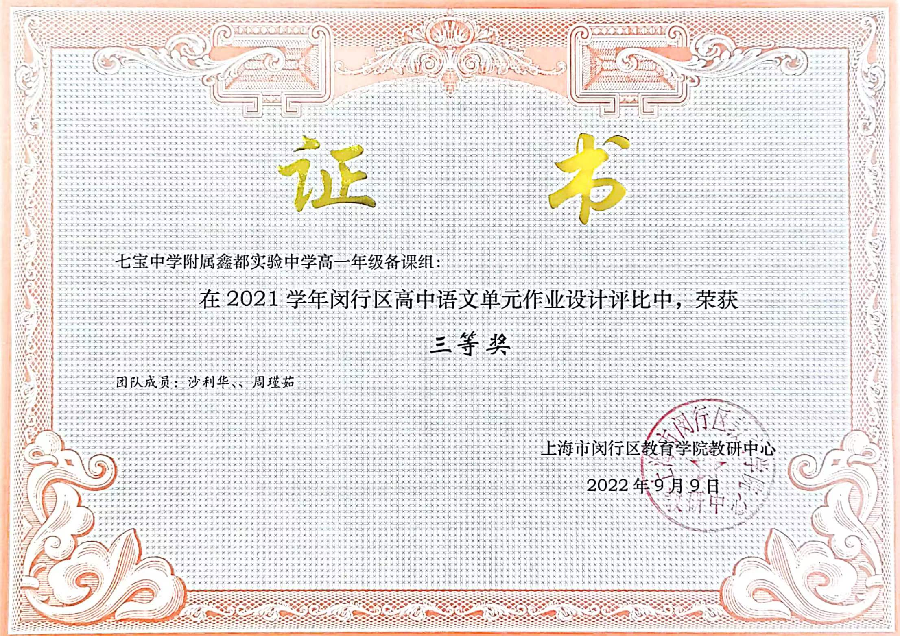 证 书
七宝中学附属鑫都实验中学高一年级备课组：
在 2021 学年闵行区高中语文单元作业设计评比中，荣获
三等奖
团队成员：沙利华、、周瑾茹
上海市闵行区教育学院教研中心
2022 年 9 月 9 日
教研中心